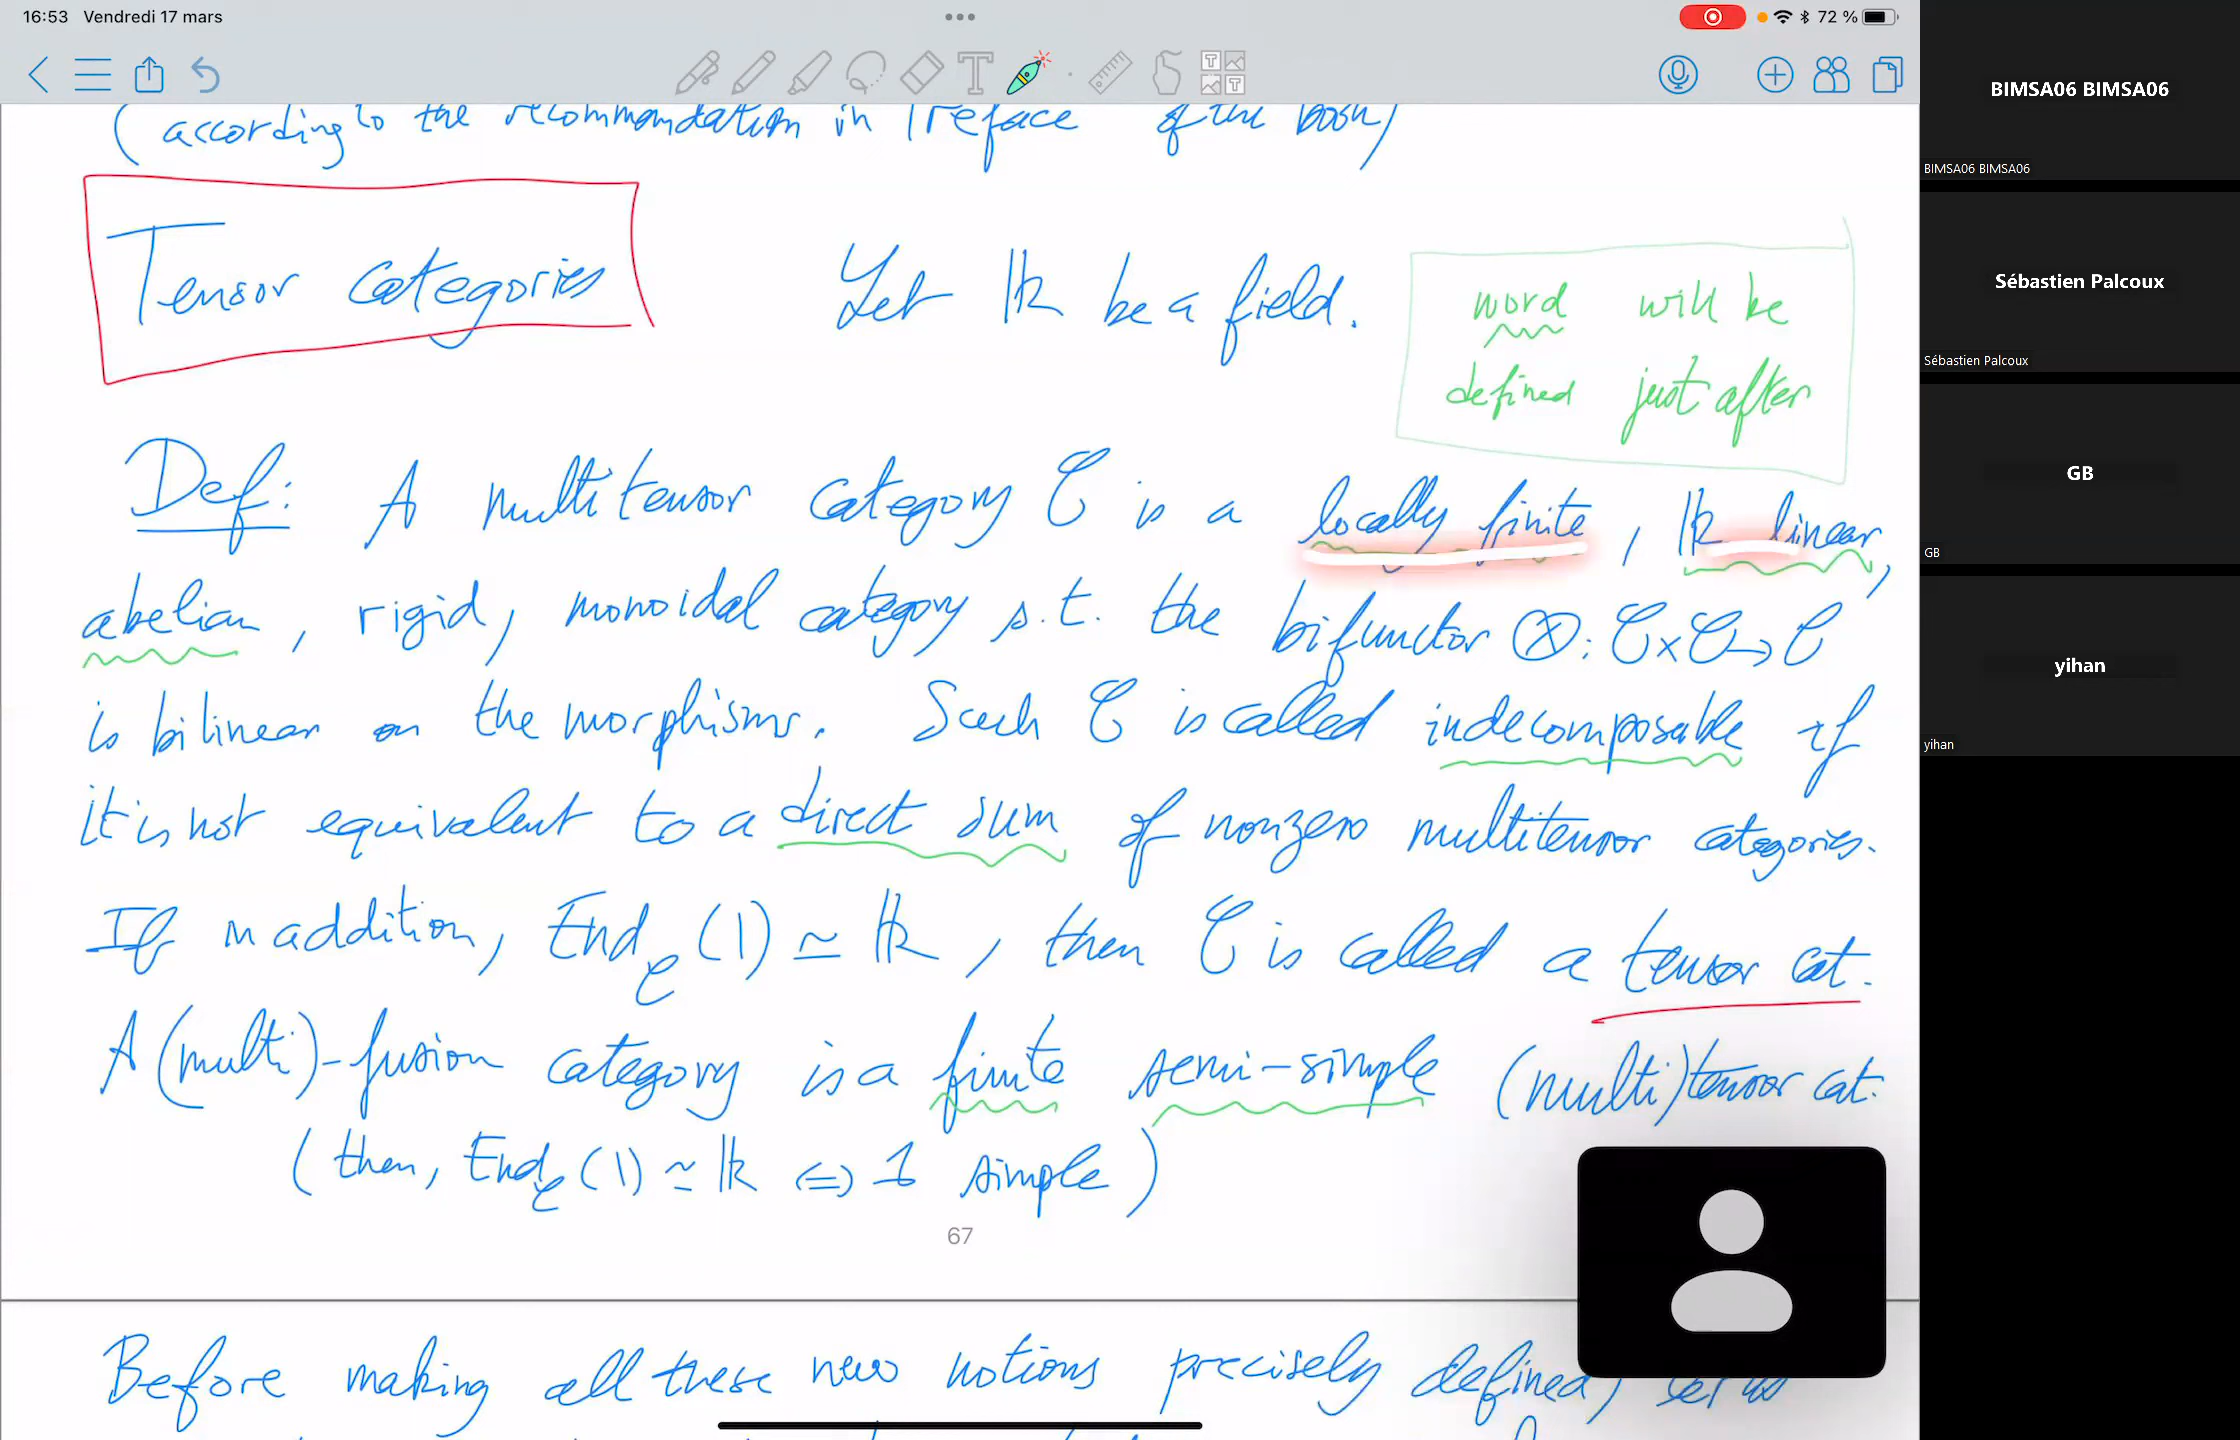 16:53 Vendredi 17 mars
72 %
(according to the recommandation in Preface of the book)
Tensor categories
Let 𝕜 be a field.
word will be
defined just after
Def: A multitensor category 𝒞 is a locally finite, 𝕜 linear,
abelian, rigid, monoidal category s.t. the bifunctor ⊗: 𝒞×𝒞→𝒞
is bilinear on the morphisms. Such 𝒞 is called indecomposable if
it is not equivalent to a direct sum of nonzero multitensor categories.
If in addition, End_𝒞(1) ≃ 𝕜, then 𝒞 is called a tensor cat.
A (multi)-fusion category is a finite semi-simple (multi)tensor cat.
(then, End_𝒞(1) ≃ 𝕜 ⇔ 1 simple)
67
Before making all these new notions precisely defined, let us
BIMSA06 BIMSA06
BIMSA06 BIMSA06
Sébastien Palcoux
Sébastien Palcoux
GB
GB
yihan
yihan